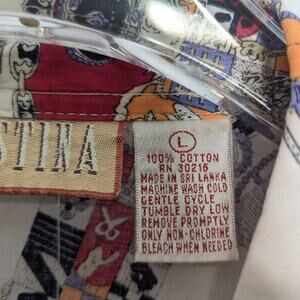 STINA
L
100% COTTON
RN 30216
MADE IN SRI LANKA
MACHINE WASH COLD
GENTLE CYCLE
TUMBLE DRY LOW
REMOVE PROMPTLY
ONLY NON-CHLORINE
BLEACH WHEN NEEDED